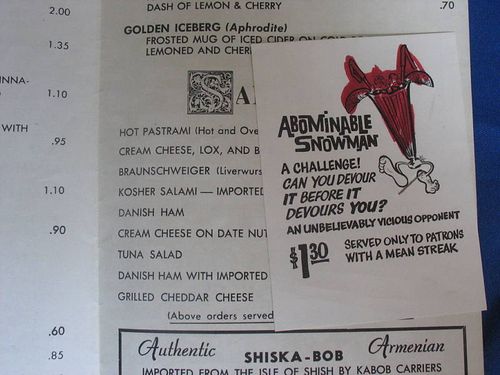 2.00
1.35
INNA-
1.10
WITH
.95
1.10
.90
.60
.85
DASH OF LEMON & CHERRY
.70
GOLDEN ICEBERG (Aphrodite)
FROSTED MUG OF ICED CIDER ON
LEMONED AND
S
HOT PASTRAMI (Hot and
CREAM CHEESE, LOX, AND
BRAUNSCHWEIGER
KOSHER SALAMI — IMPORTED
DANISH HAM
CREAM CHEESE ON DATE
TUNA SALAD
DANISH HAM WITH IMPORTED
GRILLED CHEDDAR CHEESE
(Above orders served
Authentic SHISKA-BOB Armenian
IMPORTED FROM THE ISLE OF SHISH BY KABOB CARRIERS
ABOMINABLE
SNOWMAN
A CHALLENGE!
CAN YOU DEVOUR
IT BEFORE IT
DEVOURS YOU?
AN UNBELIEVABLY VICIOUS OPPONENT
$1.30
SERVED ONLY TO PATRONS
WITH A MEAN STREAK